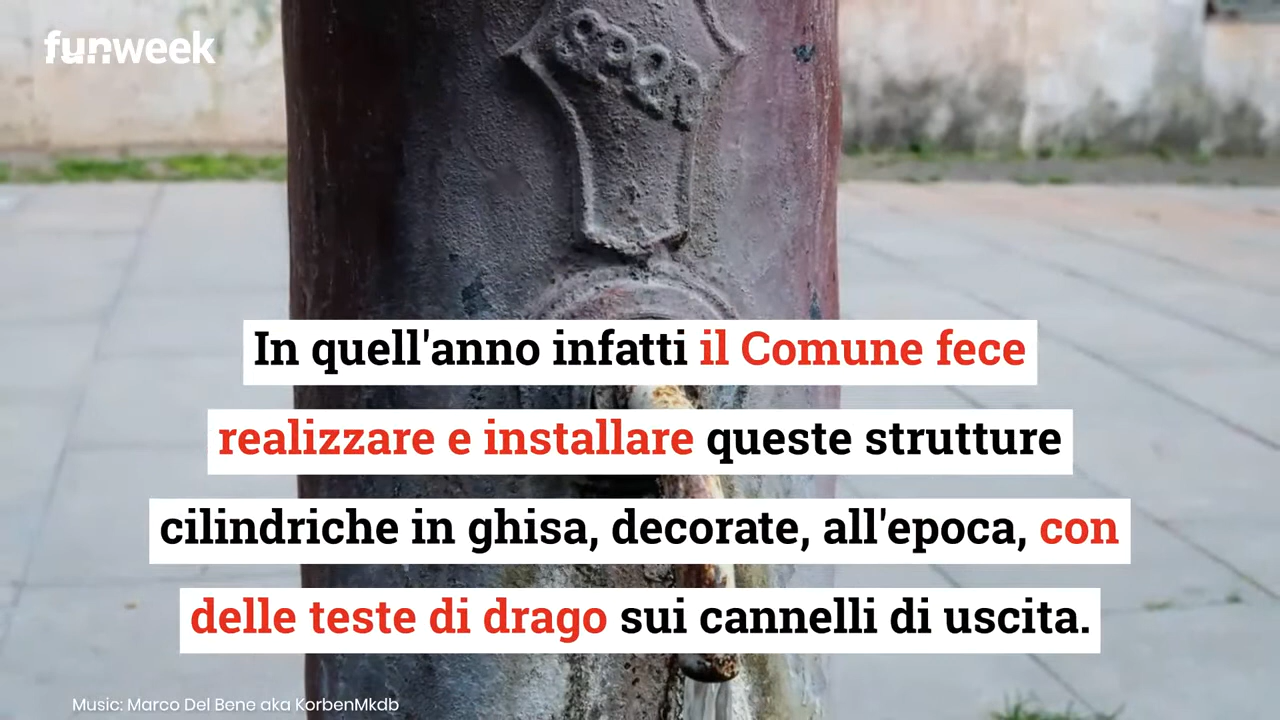 funweek
In quell'anno infatti il Comune fece
realizzare e installare queste strutture
cilindriche in ghisa, decorate, all'epoca, con
delle teste di drago sui cannelli di uscita.
Music: Marco Del Bene aka KorbenMkdb